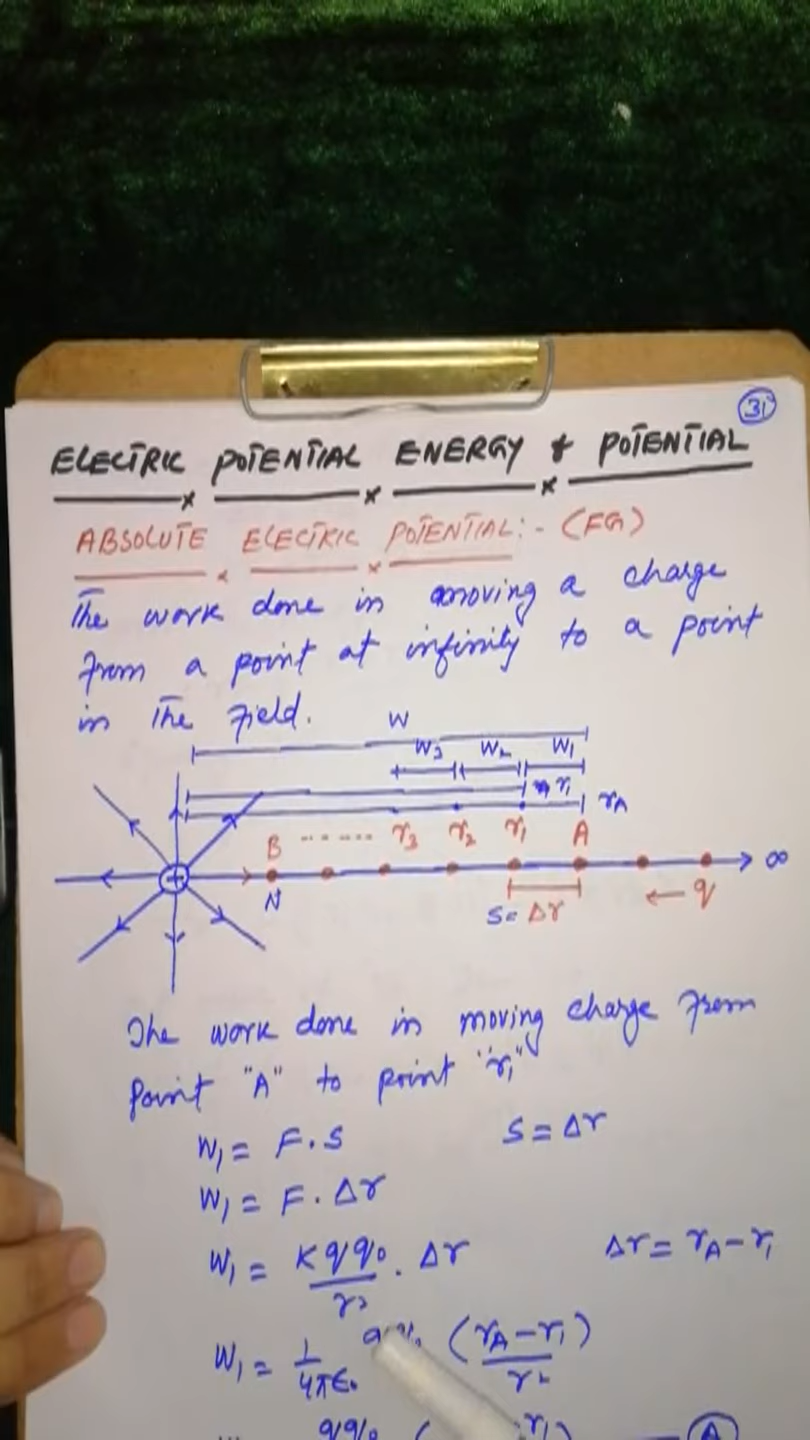 31
ELECTRIC POTENTIAL ENERGY & POTENTIAL
ABSOLUTE ELECTRIC POTENTIAL:- (FG)
The work done in moving a charge
from a point at infinity to a point
in the field.
W
W3 W2 W1
r1
rA
B ...... r3 r2 r1 A
+ ∞
N S= Δr ← q
The work done in moving charge from
Point "A" to point "r1"
W1 = F.S S = Δr
W1 = F.Δr
W1 = Kqq0/r2 . Δr Δr = rA - r1
W1 = 1/4πε0 (rA - r1)/r2
qq0 ( r1) A